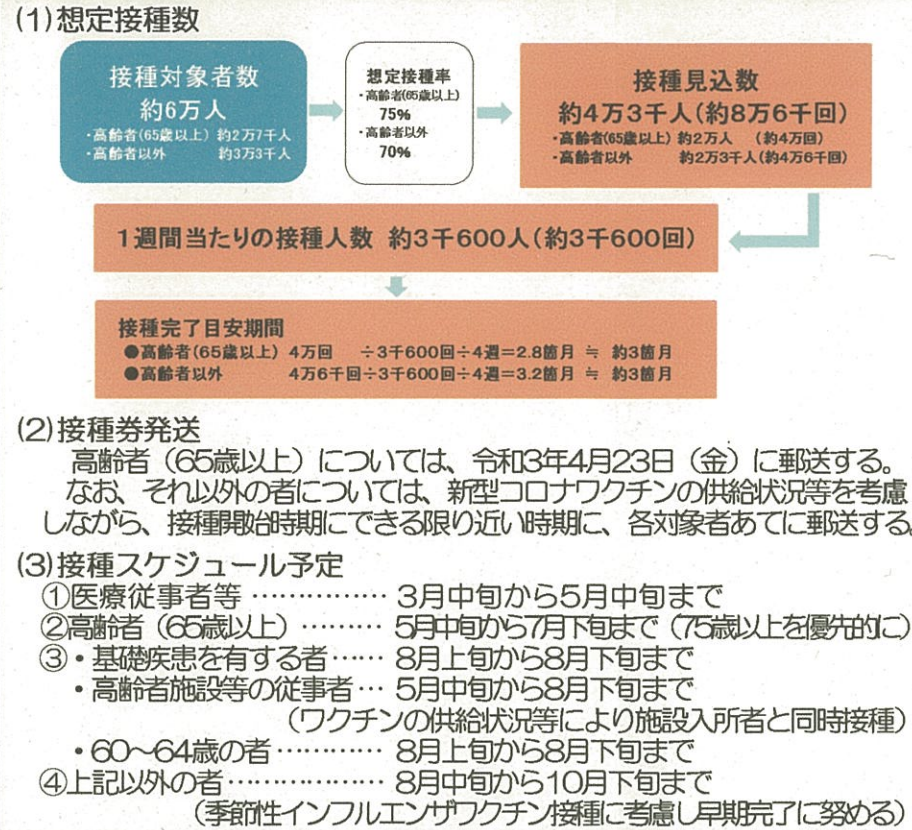 (1)想定接種数
接種対象者数
約6万人
・高齢者(65歳以上) 約2万7千人
・高齢者以外 約3万3千人
想定接種率
・高齢者(65歳以上)
75%
・高齢者以外
70%
接種見込数
約4万3千人(約8万6千回)
・高齢者(65歳以上) 約2万人 (約4万回)
・高齢者以外 約2万3千人(約4万6千回)
1週間当たりの接種人数 約3千600人(約3千600回)
接種完了目安期間
●高齢者(65歳以上) 4万回 ÷3千600回÷4週=2.8箇月 ≒ 約3箇月
●高齢者以外 4万6千回÷3千600回÷4週=3.2箇月 ≒ 約3箇月
(2)接種券発送
高齢者(65歳以上)については、令和3年4月23日(金)に郵送する。
なお、それ以外の者については、新型コロナワクチンの供給状況等を考慮
しながら、接種開始時期にできる限り近い時期に、各対象者あてに郵送する。
(3)接種スケジュール予定
①医療従事者等 …………… 3月中旬から5月中旬まで
②高齢者(65歳以上)……… 5月中旬から7月下旬まで(75歳以上を優先的に)
③・基礎疾患を有する者…… 8月上旬から8月下旬まで
・高齢者施設等の従事者… 5月中旬から8月下旬まで
(ワクチンの供給状況等により施設入所者と同時接種)
・60~64歳の者………… 8月上旬から8月下旬まで
④上記以外の者……………… 8月中旬から10月下旬まで
(季節性インフルエンザワクチン接種に考慮し早期完了に努める)